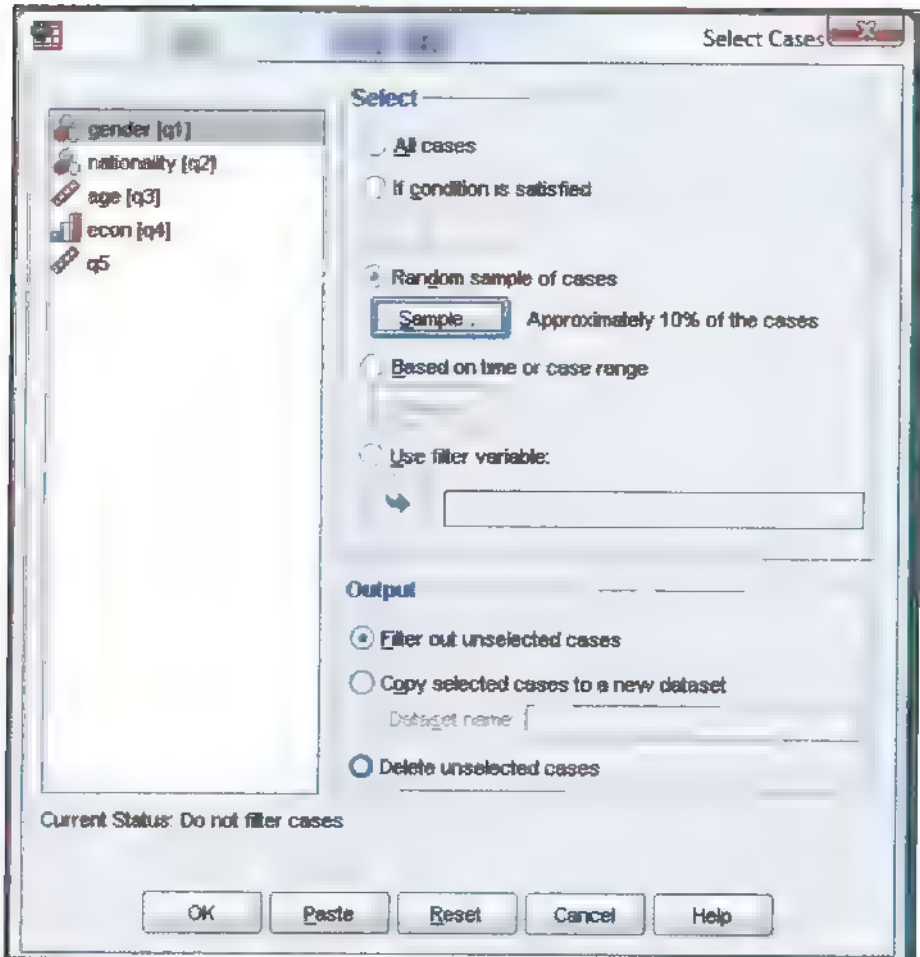 Select Cases
gender [q1]
nationality [q2]
age [q3]
econ [q4]
q5
Select
All cases
If condition is satisfied
Random sample of cases
Sample . Approximately 10% of the cases
Based on time or case range
Use filter variable:
Output
Filter out unselected cases
Copy selected cases to a new dataset
Dataset name
Delete unselected cases
Current Status: Do not filter cases
OK Paste Reset Cancel Help